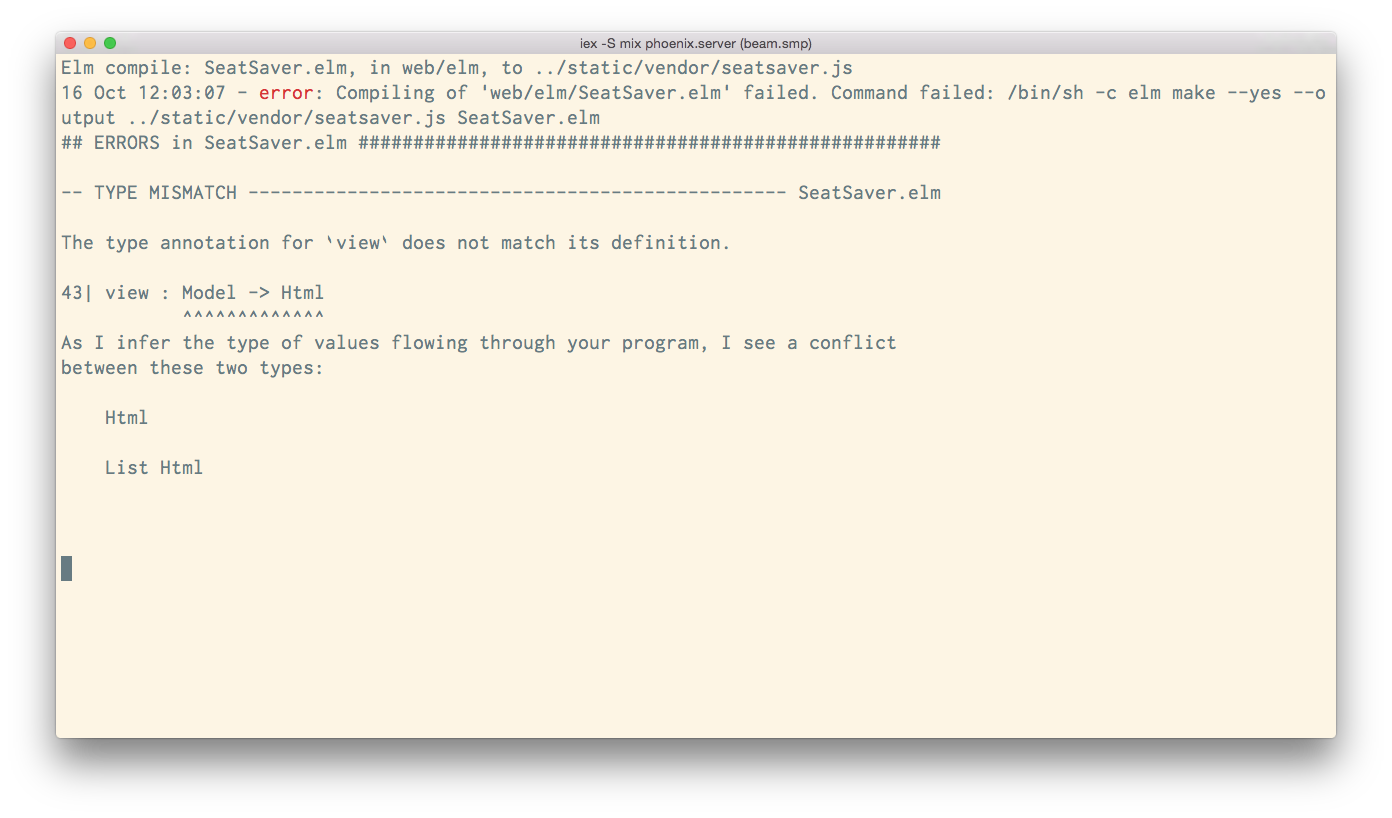 iex -S mix phoenix.server (beam.smp)
Elm compile: SeatSaver.elm, in web/elm, to ../static/vendor/seatsaver.js
16 Oct 12:03:07 - error: Compiling of 'web/elm/SeatSaver.elm' failed. Command failed: /bin/sh -c elm make --yes --o
utput ../static/vendor/seatsaver.js SeatSaver.elm
## ERRORS in SeatSaver.elm #####################################################
-- TYPE MISMATCH ------------------------------------------------- SeatSaver.elm
The type annotation for `view` does not match its definition.
43| view : Model -> Html
^^^^^^^^^^^^^
As I infer the type of values flowing through your program, I see a conflict
between these two types:
Html
List Html